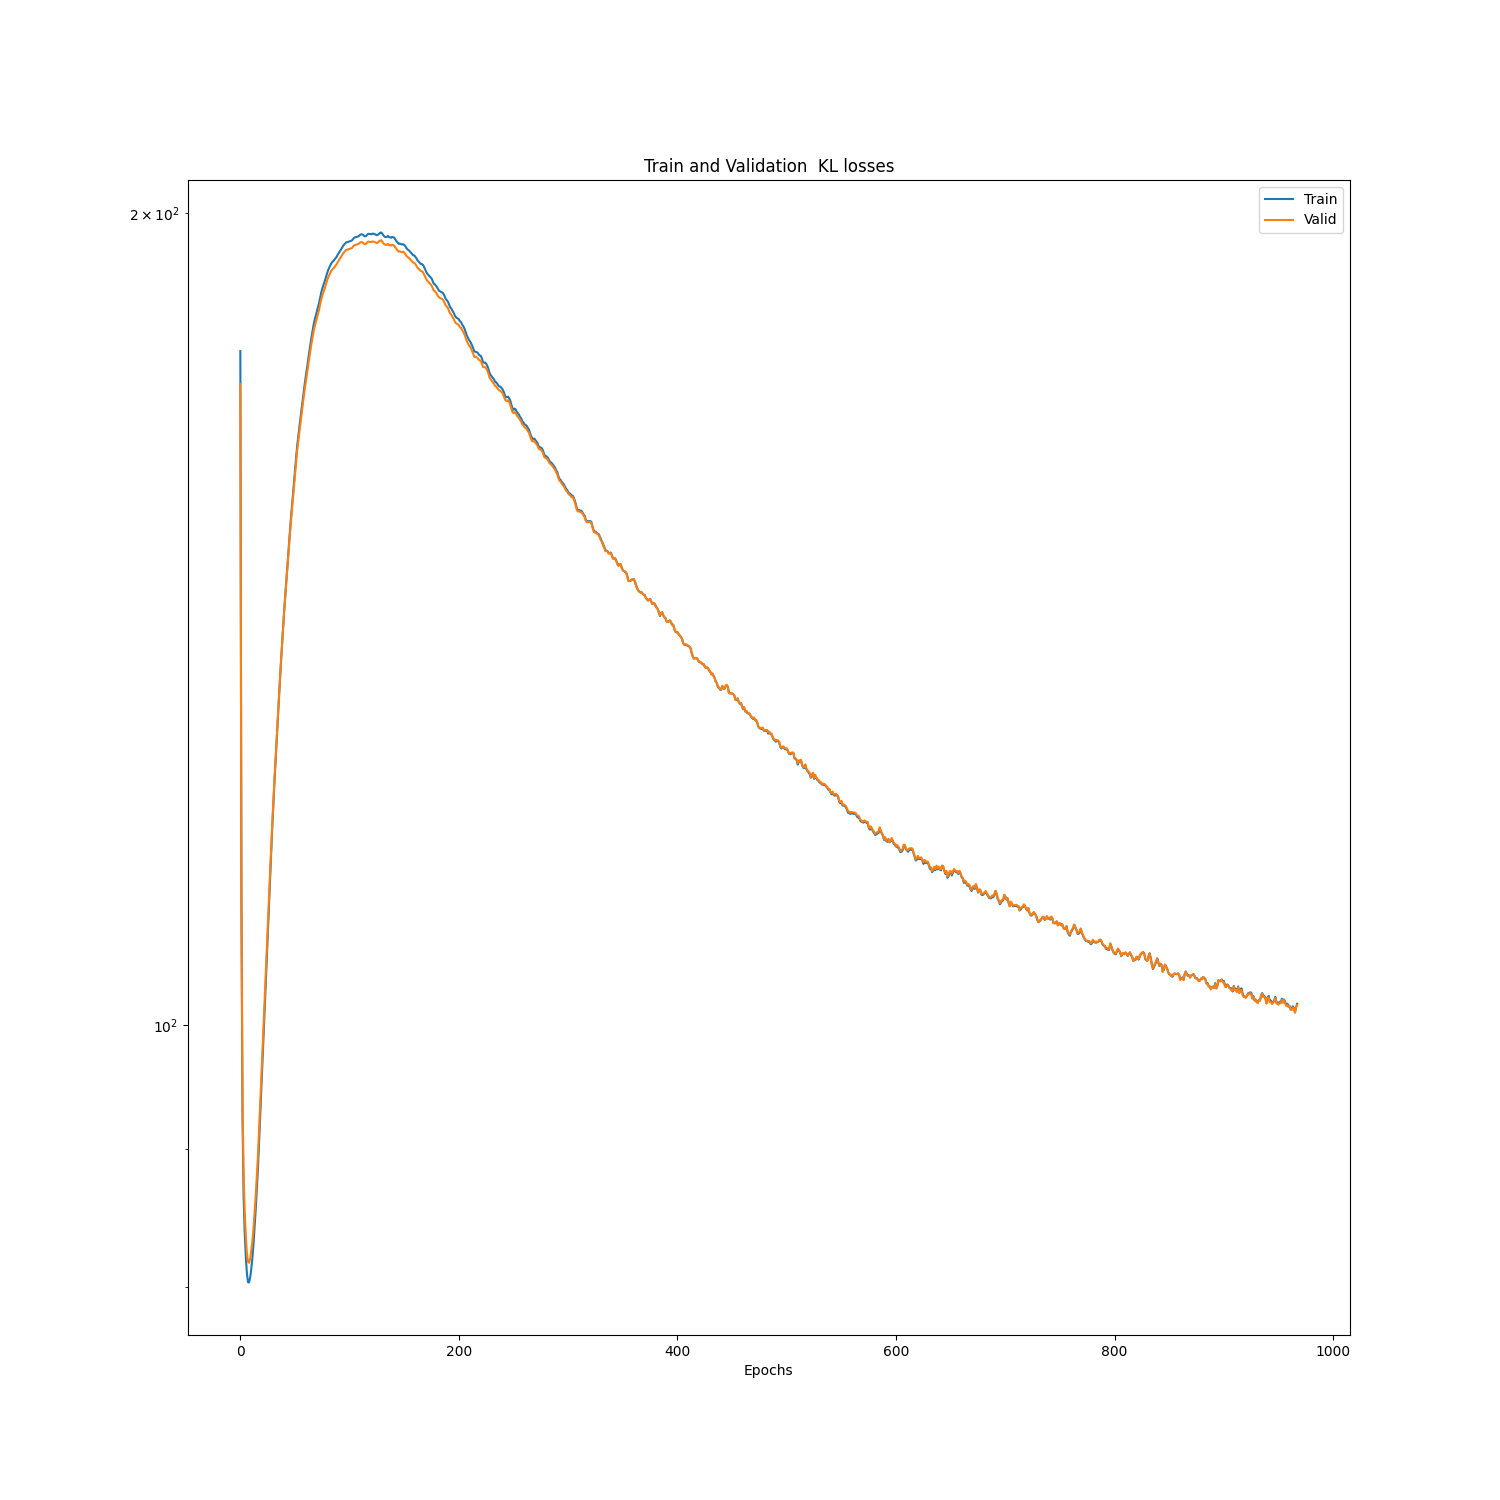 Train and Validation  KL losses
2 × 10²
Train
Valid
10²
0 200 400 600 800 1000
Epochs